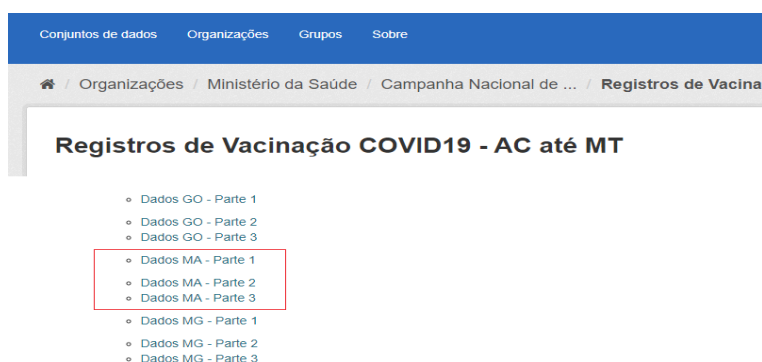 Conjuntos de dados Organizações Grupos Sobre
/ Organizações / Ministério da Saúde / Campanha Nacional de ... / Registros de Vacina
Registros de Vacinação COVID19 - AC até MT
Dados GO - Parte 1
Dados GO - Parte 2
Dados GO - Parte 3
Dados MA - Parte 1
Dados MA - Parte 2
Dados MA - Parte 3
Dados MG - Parte 1
Dados MG - Parte 2
Dados MG - Parte 3